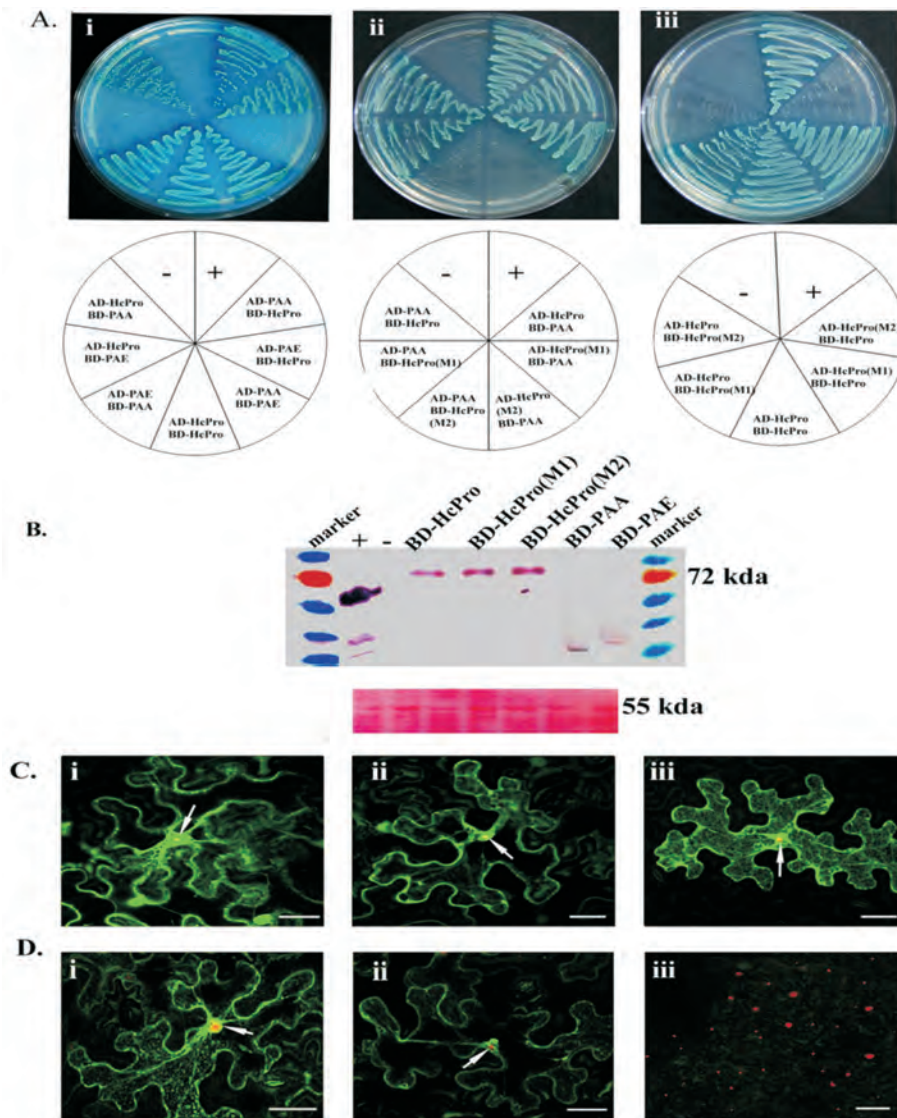 A.
i
ii
iii
-
+
AD-HcPro
BD-PAA
AD-PAA
BD-HcPro
AD-HcPro
BD-PAE
AD-PAE
BD-HcPro
AD-PAE
BD-PAA
AD-PAA
BD-PAE
AD-HcPro
BD-HcPro
-
+
AD-PAA
BD-HcPro
AD-HcPro
BD-PAA
AD-PAA
BD-HcPro(M1)
AD-HcPro(M1)
BD-PAA
AD-PAA
BD-HcPro
(M2)
AD-HcPro
(M2)
BD-PAA
-
+
AD-HcPro
BD-HcPro(M2)
AD-HcPro(M2)
BD-HcPro
AD-HcPro
BD-HcPro(M1)
AD-HcPro(M1)
BD-HcPro
AD-HcPro
BD-HcPro
B.
marker
+
-
BD-HcPro
BD-HcPro(M1)
BD-HcPro(M2)
BD-PAA
BD-PAE
marker
72 kda
55 kda
C.
i
ii
iii
D.
i
ii
iii